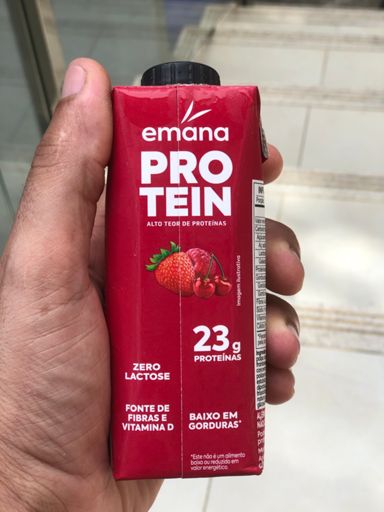 emana
PRO
TEIN
ALTO TEOR DE PROTEÍNAS
Imagem ilustrativa
23g
PROTEÍNAS
ZERO
LACTOSE
FONTE DE
FIBRAS E
VITAMINA D
BAIXO EM
GORDURAS*
*Este não é um alimento
baixo ou reduzido em
valor energético.